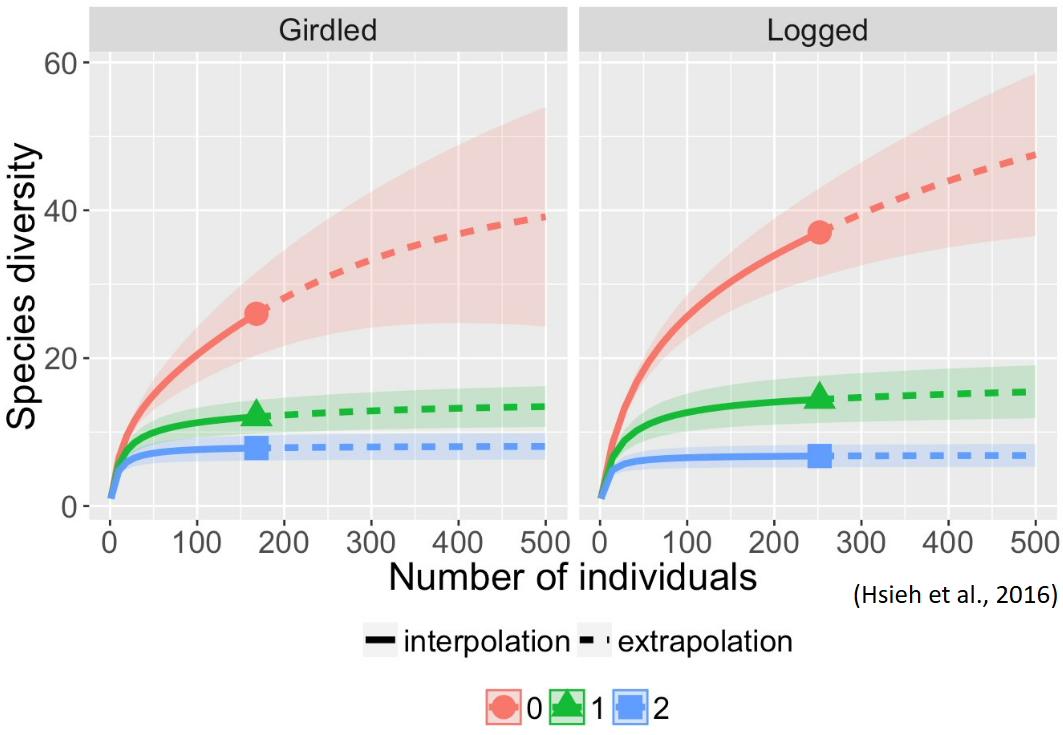 Girdled
Logged
Species diversity
60
40
20
0
0 100 200 300 400 500
0 100 200 300 400 500
Number of individuals
(Hsieh et al., 2016)
interpolation extrapolation
0 1 2